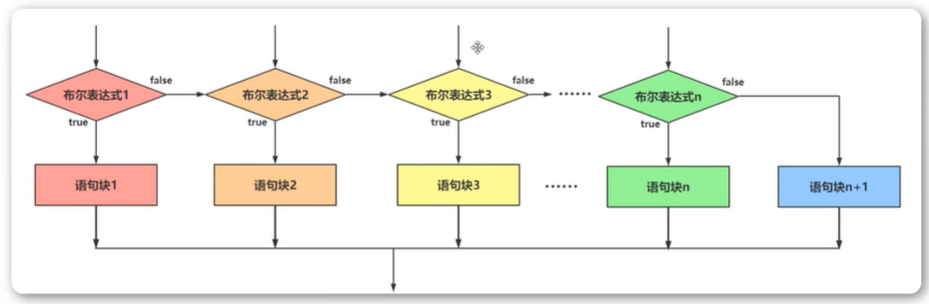 false
false
false
false
布尔表达式1
布尔表达式2
布尔表达式3
······
布尔表达式n
true
true
true
true
语句块1
语句块2
语句块3
······
语句块n
语句块n+1